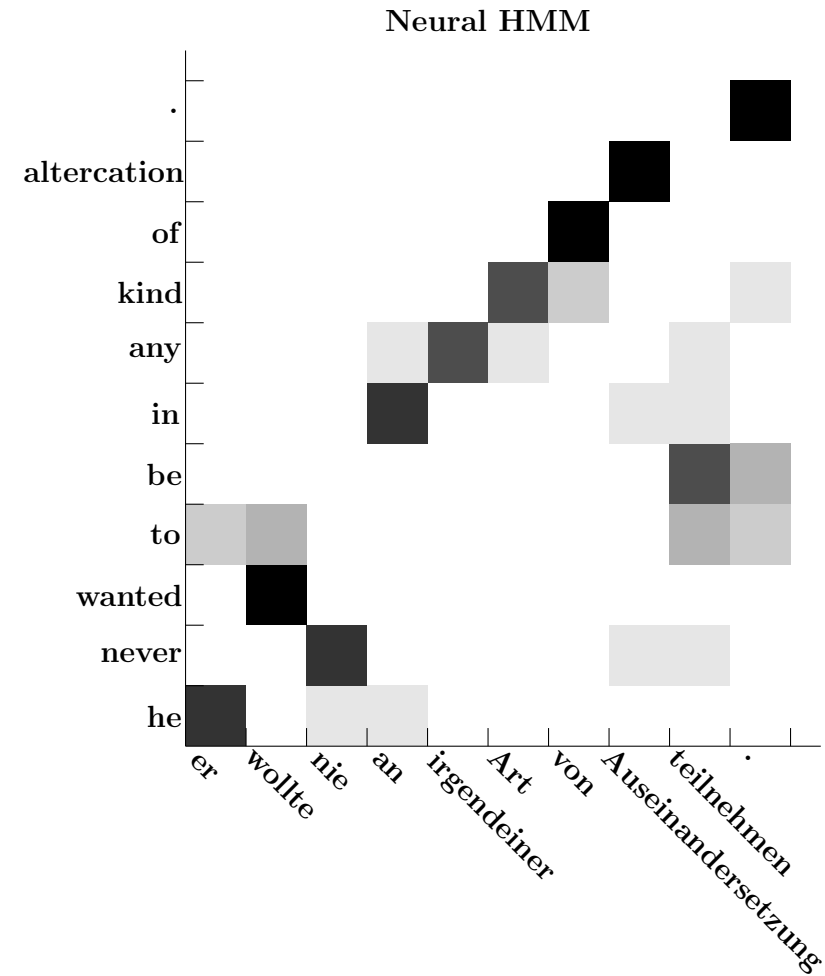 Neural HMM
.
altercation
of
kind
any
in
be
to
wanted
never
he
er
wollte
nie
an
irgendeiner
Art
von
Auseinandersetzung
teilnehmen
.